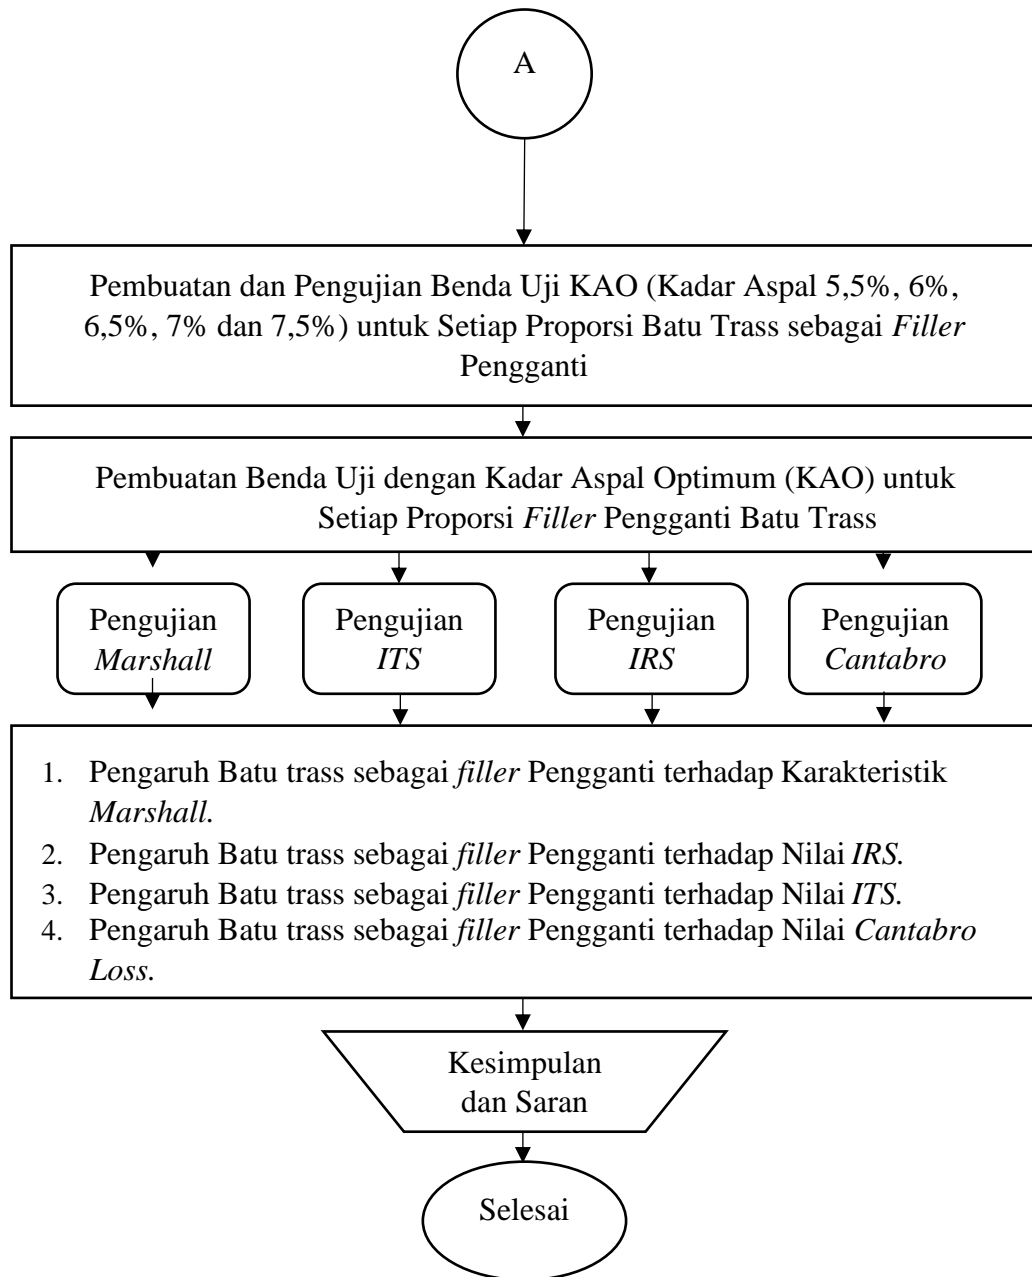 A
Pembuatan dan Pengujian Benda Uji KAO (Kadar Aspal 5,5%, 6%,
6,5%, 7% dan 7,5%) untuk Setiap Proporsi Batu Trass sebagai Filler
Pengganti
Pembuatan Benda Uji dengan Kadar Aspal Optimum (KAO) untuk
Setiap Proporsi Filler Pengganti Batu Trass
Pengujian
Marshall
Pengujian
ITS
Pengujian
IRS
Pengujian
Cantabro
1. Pengaruh Batu trass sebagai filler Pengganti terhadap Karakteristik
Marshall.
2. Pengaruh Batu trass sebagai filler Pengganti terhadap Nilai IRS.
3. Pengaruh Batu trass sebagai filler Pengganti terhadap Nilai ITS.
4. Pengaruh Batu trass sebagai filler Pengganti terhadap Nilai Cantabro
Loss.
Kesimpulan
dan Saran
Selesai